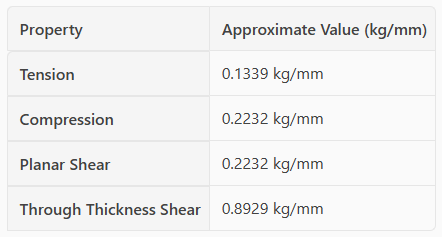 Property Approximate Value (kg/mm)
Tension 0.1339 kg/mm
Compression 0.2232 kg/mm
Planar Shear 0.2232 kg/mm
Through Thickness Shear 0.8929 kg/mm